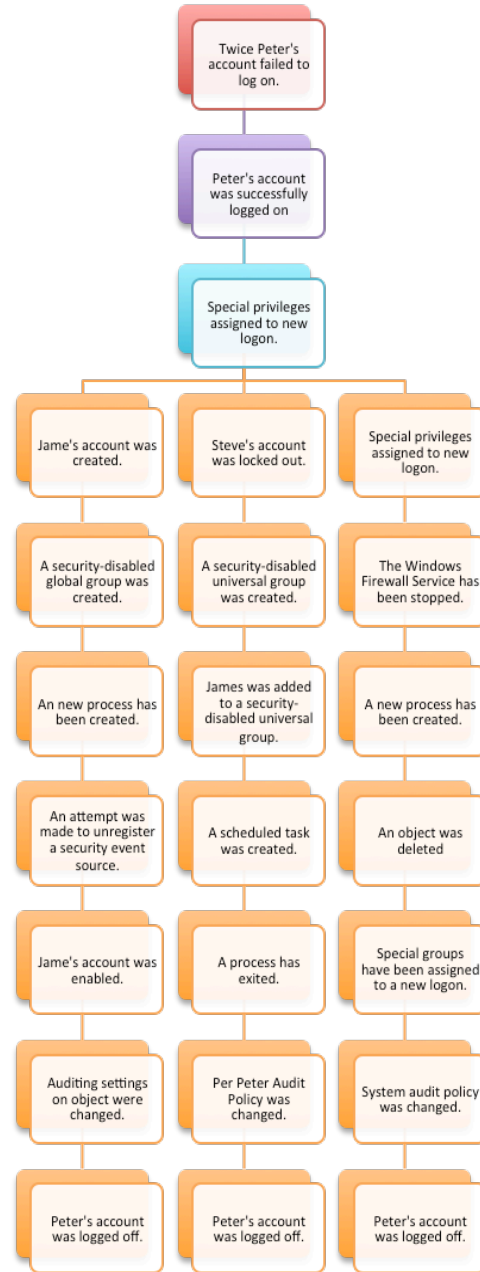 Twice Peter's
account failed to
log on.
Peter's account
was successfully
logged on
Special privileges
assigned to new
logon.
Jame's account was
created.
A security-disabled
global group was
created.
An new process has
been created.
An attempt was
made to unregister
a security event
source.
Jame's account was
enabled.
Auditing settings
on object were
changed.
Peter's account
was logged off.
Steve's account
was locked out.
A security-disabled
universal group
was created.
James was added
to a security-
disabled universal
group.
A scheduled task
was created.
A process has
exited.
Per Peter Audit
Policy was
changed.
Peter's account
was logged off.
Special privileges
assigned to new
logon.
The Windows
Firewall Service has
been stopped.
A new process has
been created.
An object was
deleted
Special groups
have been assigned
to a new logon.
System audit policy
was changed.
Peter's account
was logged off.